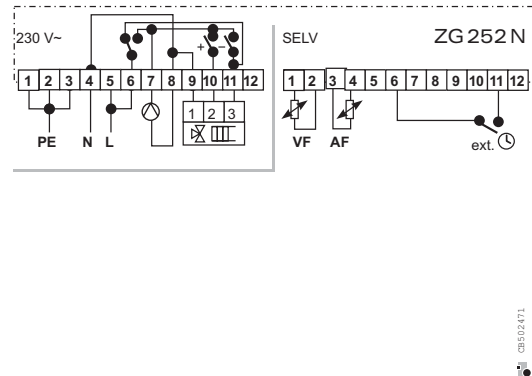 230 V~
+ −
1 2 3 4 5 6 7 8 9 10 11 12
1 2 3
PE N L
SELV ZG 252 N
1 2 3 4 5 6 7 8 9 10 11 12
VF AF ext.
CB502471